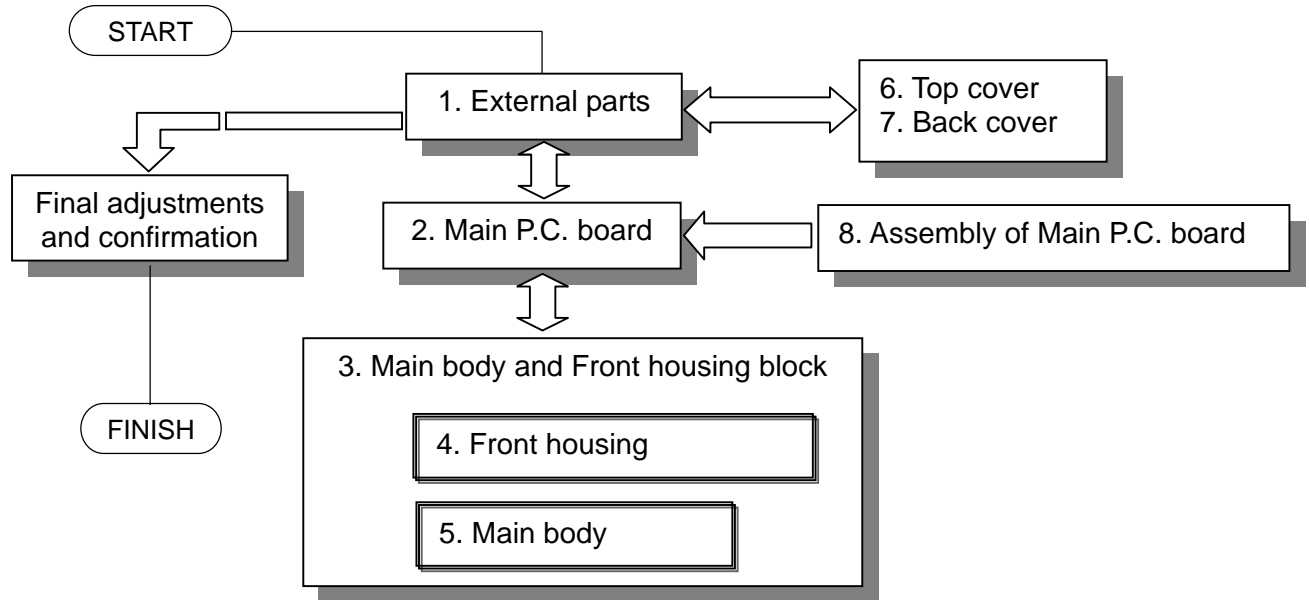 START
1. External parts
6. Top cover
7. Back cover
Final adjustments
and confirmation
2. Main P.C. board
8. Assembly of Main P.C. board
3. Main body and Front housing block
4. Front housing
5. Main body
FINISH